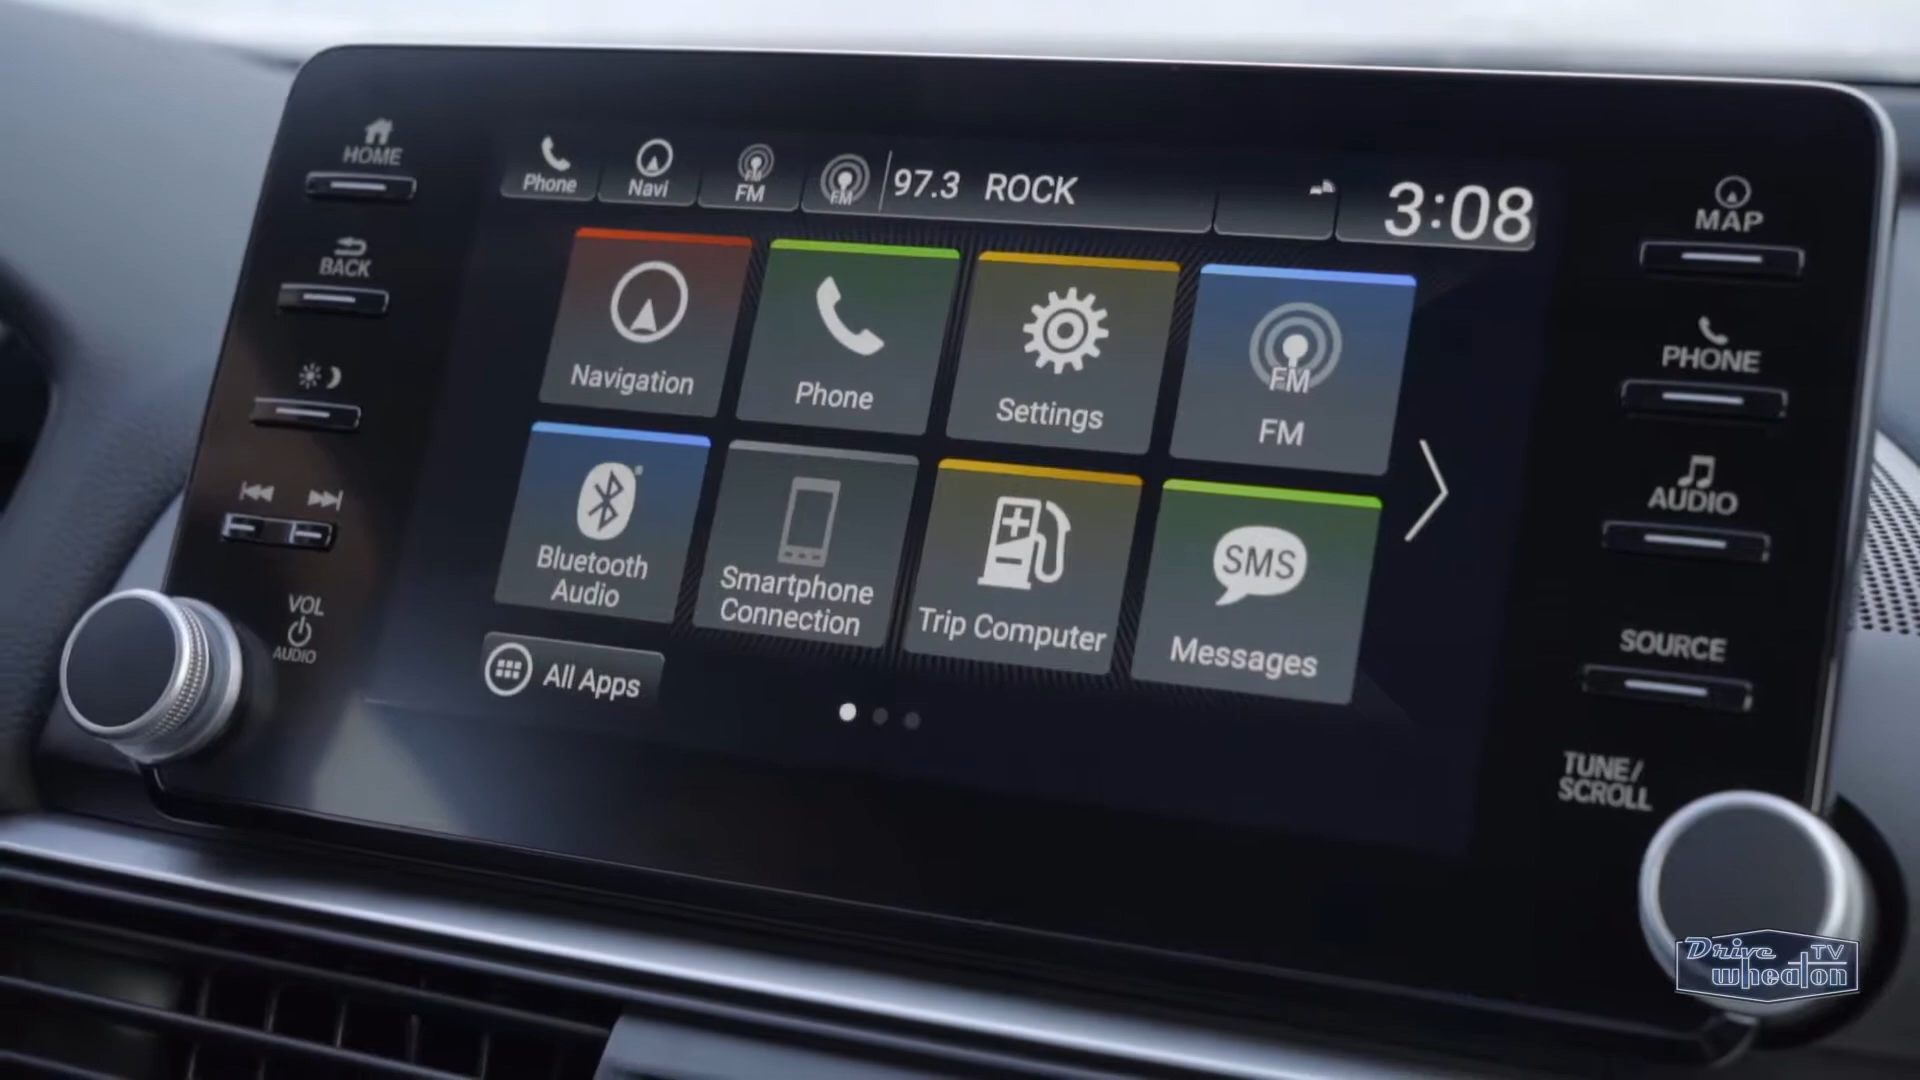 HOME
BACK
VOL
AUDIO
Phone
Navi
FM
FM
97.3 ROCK
3:08
Navigation
Phone
Settings
FM
FM
Bluetooth
Audio
Smartphone
Connection
Trip Computer
SMS
Messages
All Apps
MAP
PHONE
AUDIO
SOURCE
TUNE/
SCROLL
Drive TV
wheaton